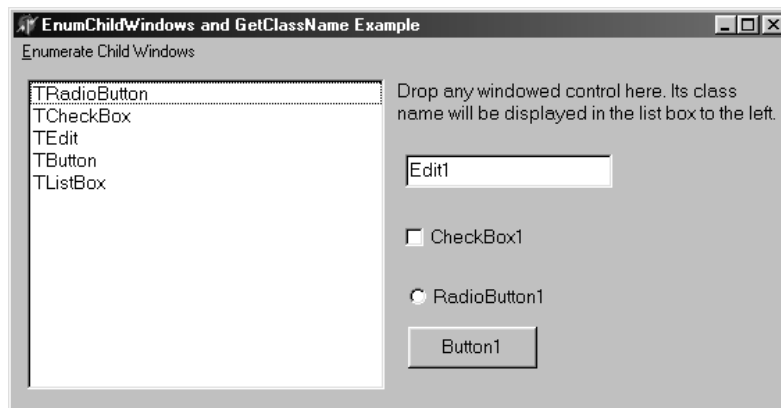 EnumChildWindows and GetClassName Example
Enumerate Child Windows
TRadioButton
TCheckBox
TEdit
TButton
TListBox
Drop any windowed control here. Its class
name will be displayed in the list box to the left.
Edit1
CheckBox1
RadioButton1
Button1